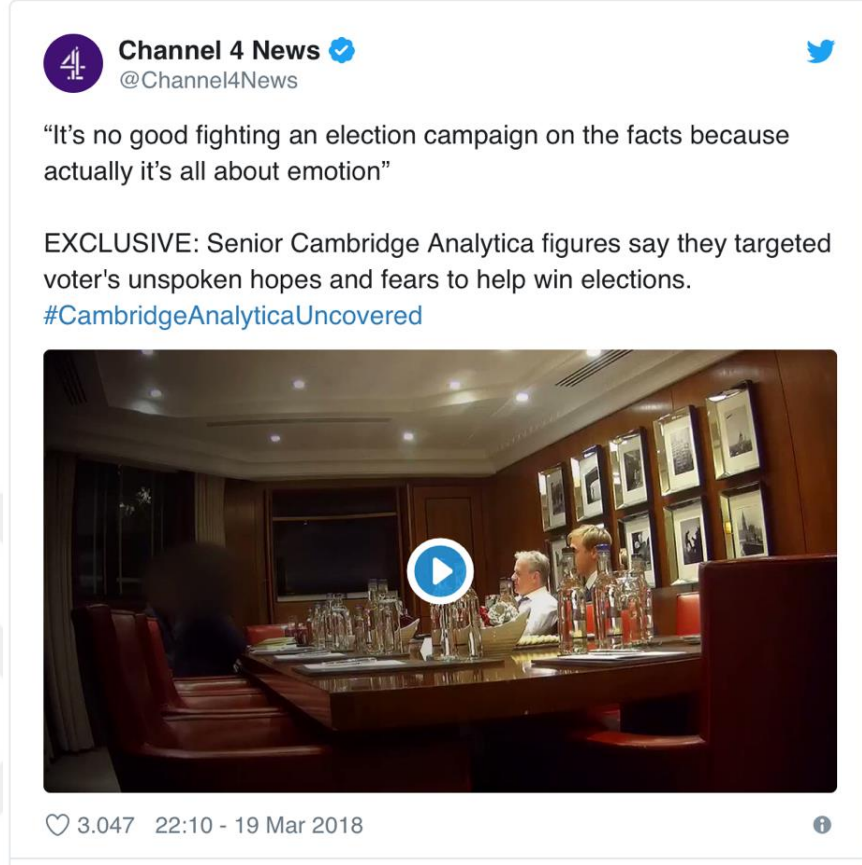 Channel 4 News
@Channel4News
“It’s no good fighting an election campaign on the facts because
actually it’s all about emotion”
EXCLUSIVE: Senior Cambridge Analytica figures say they targeted
voter's unspoken hopes and fears to help win elections.
#CambridgeAnalyticaUncovered
3.047 22:10 - 19 Mar 2018